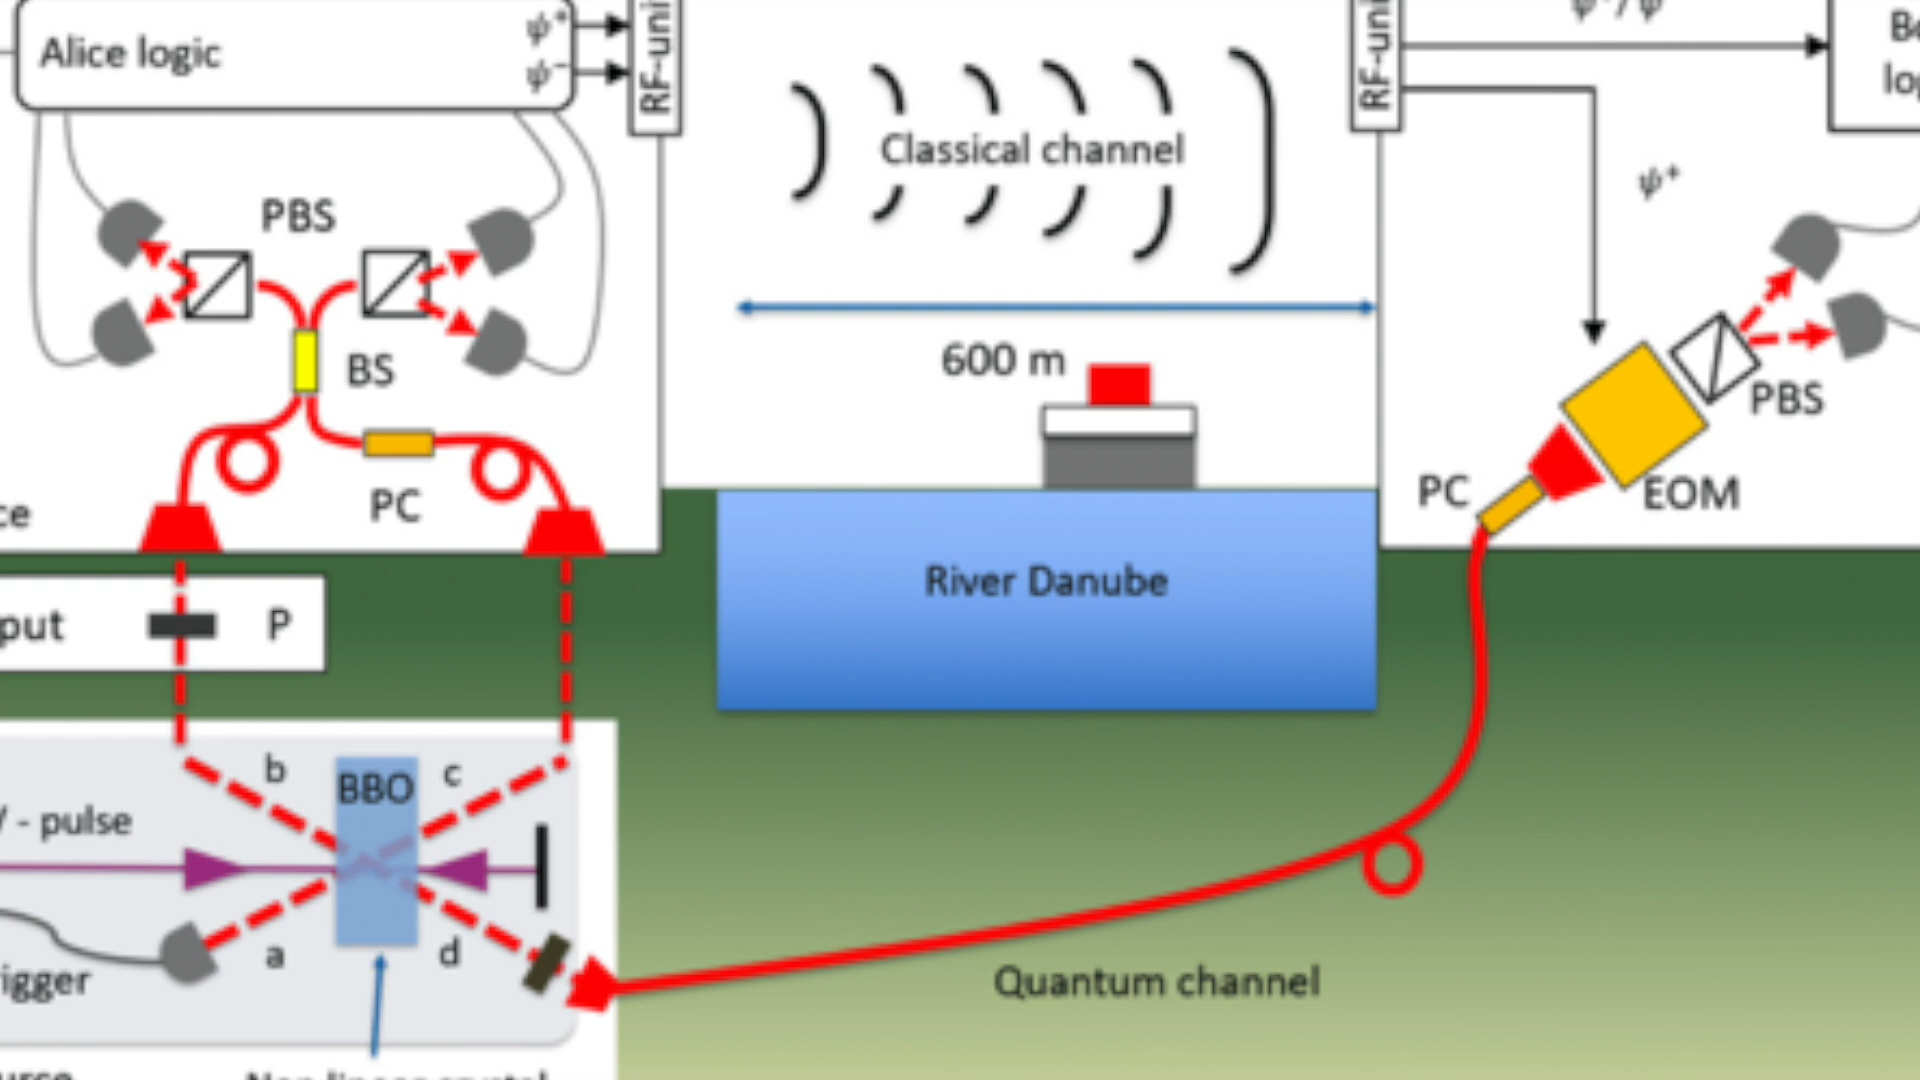 Alice logic
ψ⁺
ψ⁻
RF-uni
Classical channel
RF-uni
ψ⁺
PBS
BS
PC
600 m
PBS
PC
EOM
River Danube
put
P
b
BBO
c
- pulse
a
d
igger
Quantum channel